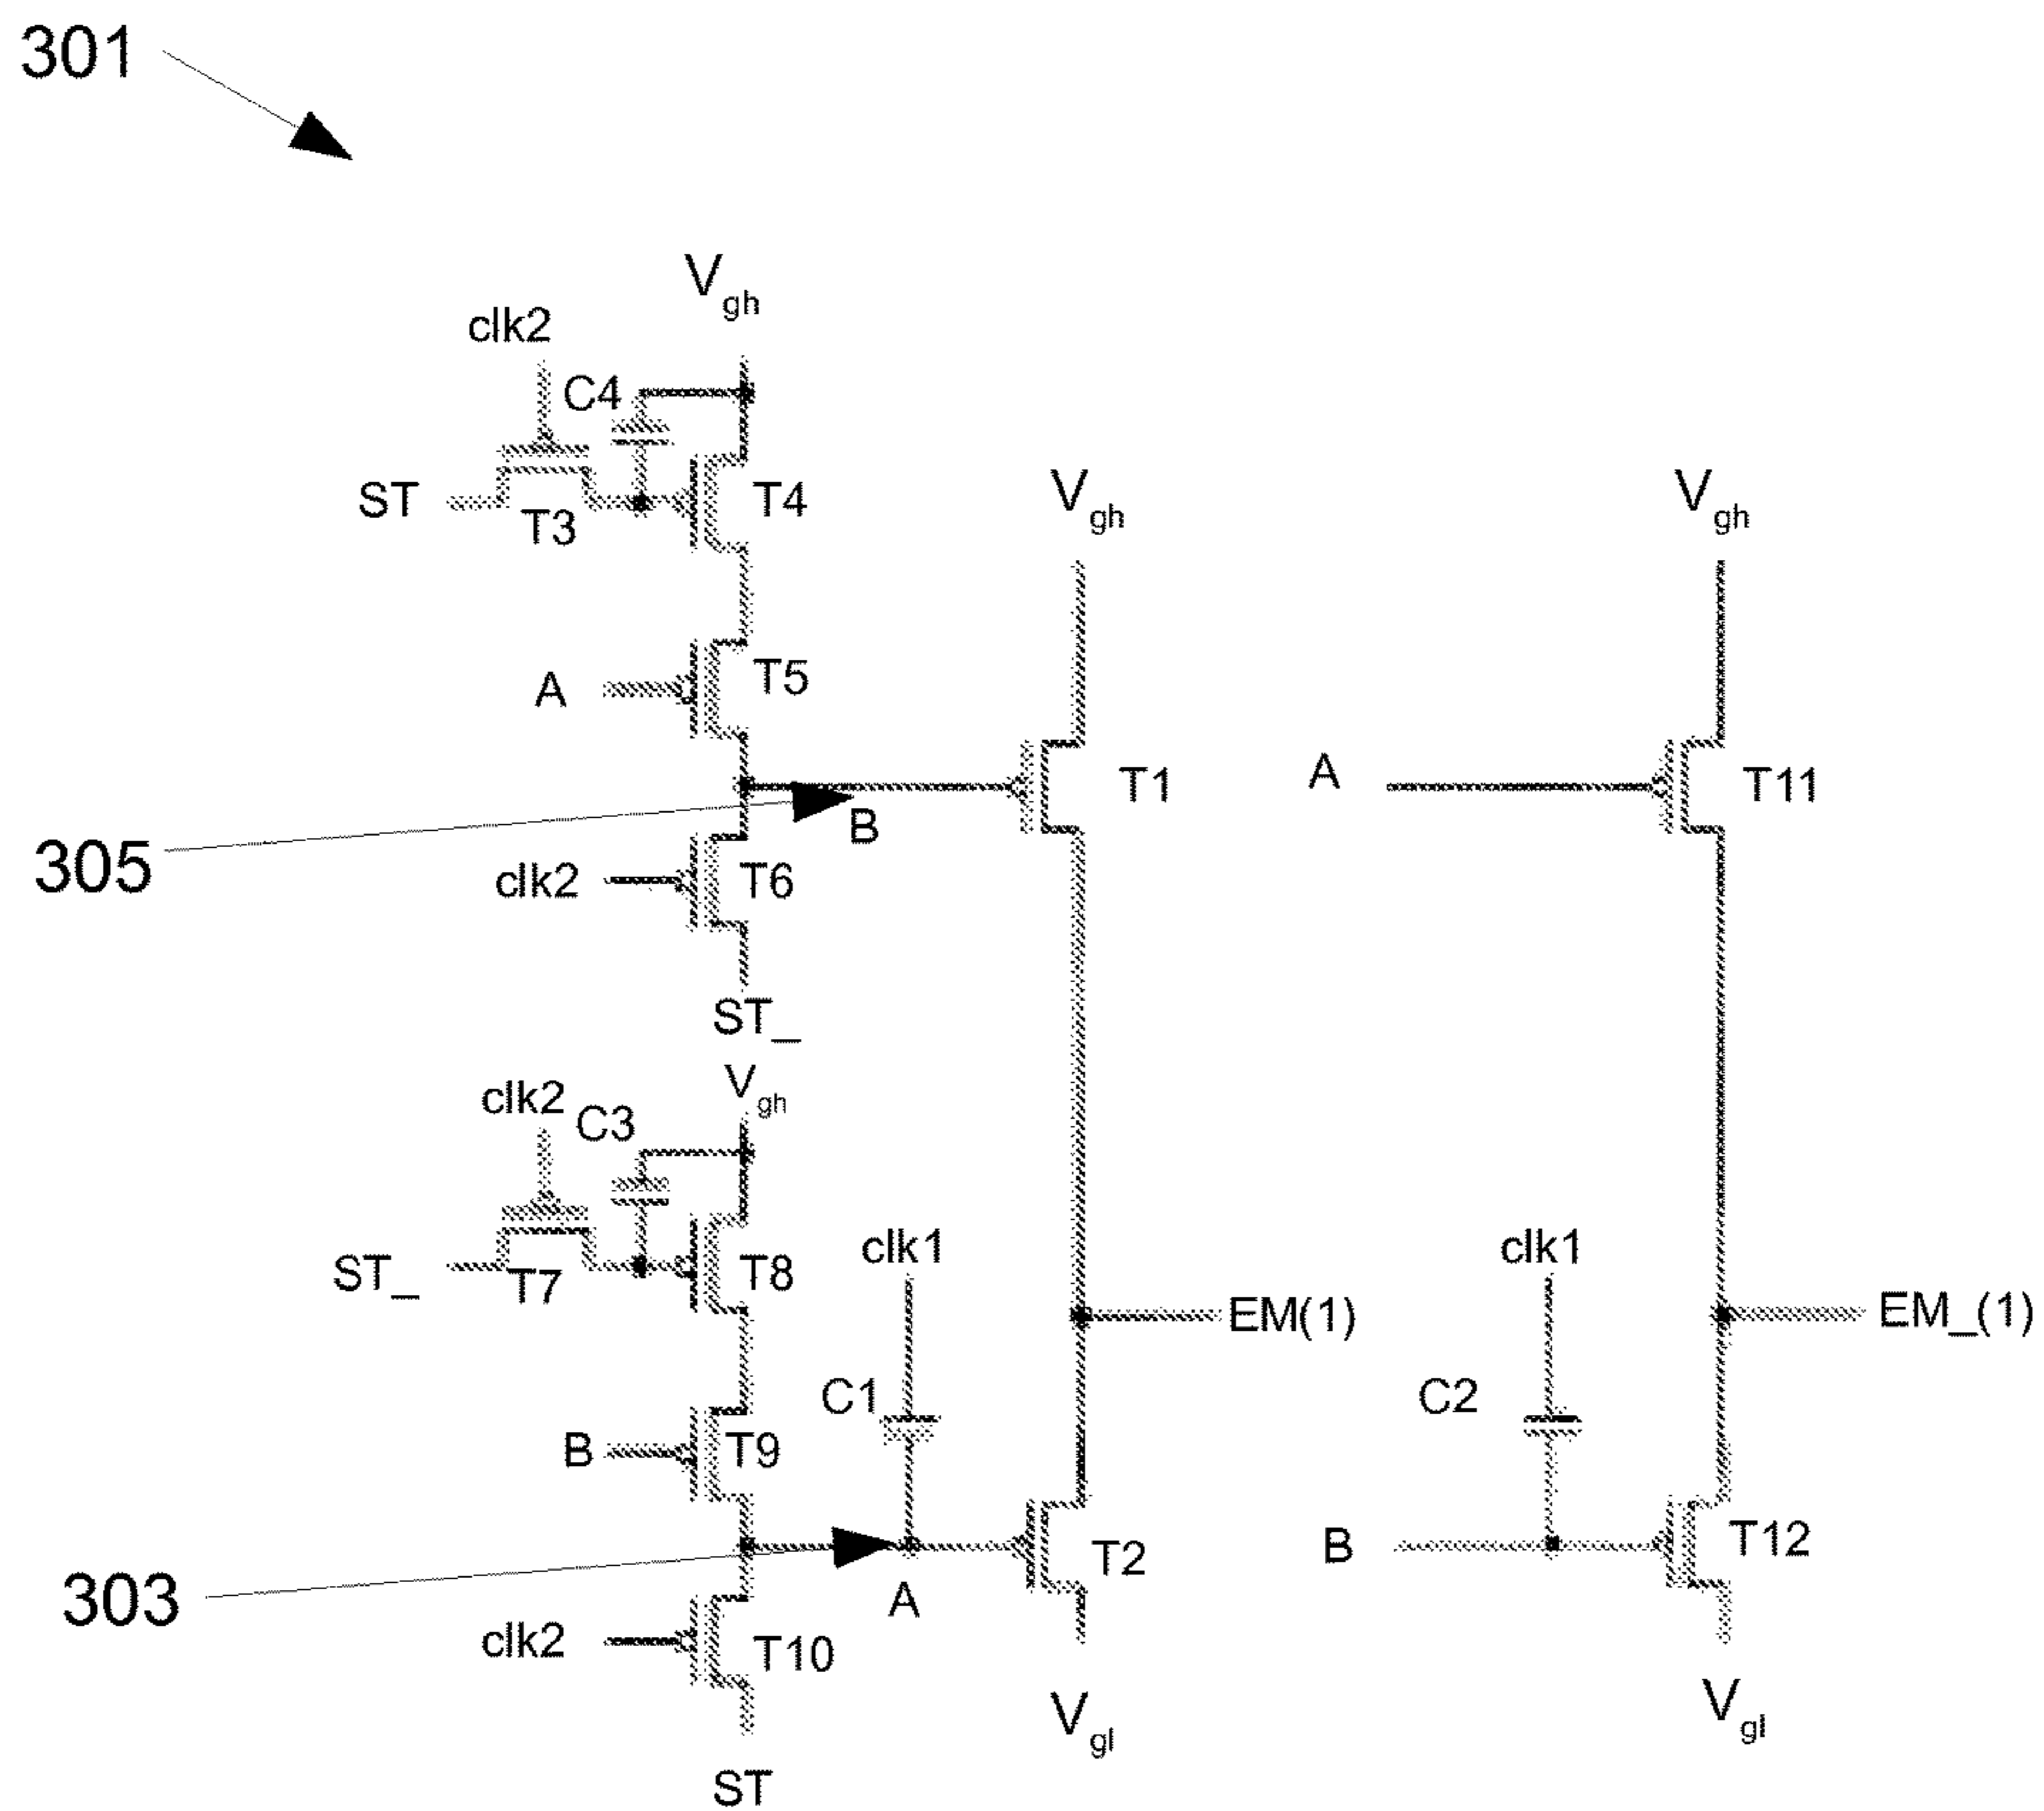 301
Vgh
clk2
C4
ST
T3
T4
Vgh
Vgh
A
T5
B
T1
A
T11
305
clk2
T6
ST_
Vgh
clk2
C3
ST_
T7
T8
clk1
clk1
EM(1)
EM_(1)
C1
C2
B
T9
303
A
T2
B
T12
clk2
T10
Vgl
Vgl
ST